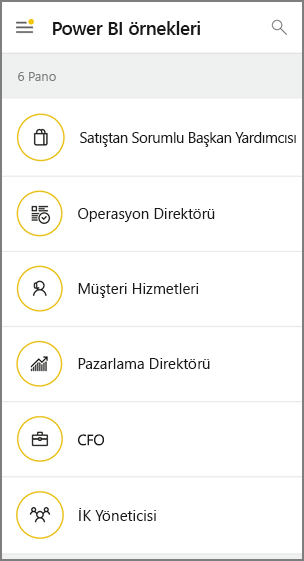 Power BI örnekleri
6 Pano
Satıştan Sorumlu Başkan Yardımcısı
Operasyon Direktörü
Müşteri Hizmetleri
Pazarlama Direktörü
CFO
İK Yöneticisi